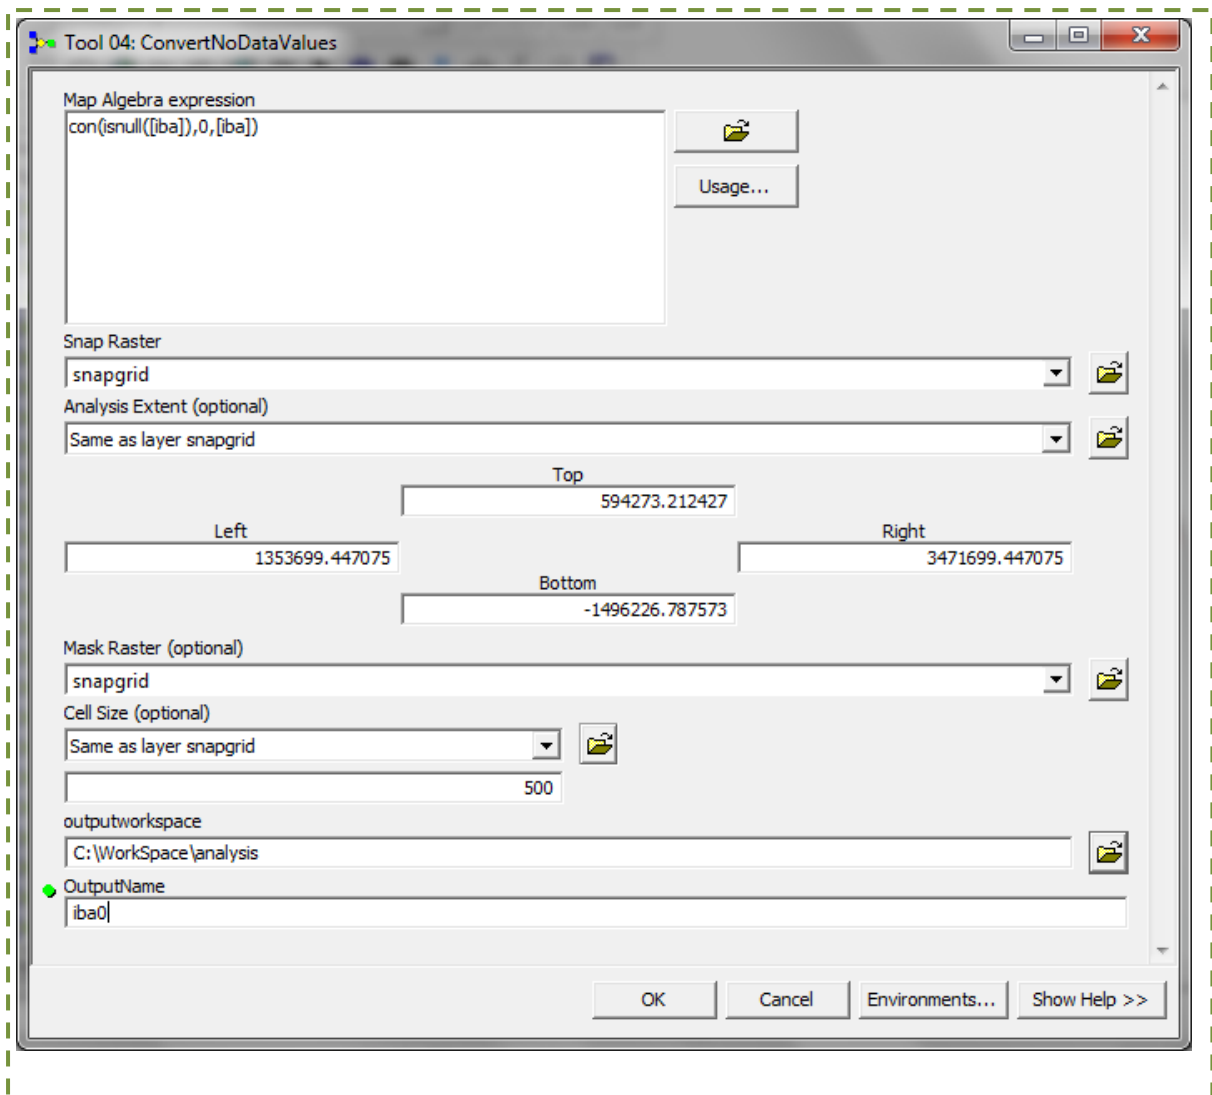 Tool 04: ConvertNoDataValues
Map Algebra expression
con(isnull([iba]),0,[iba])
Usage...
Snap Raster
snapgrid
Analysis Extent (optional)
Same as layer snapgrid
Top
594273.212427
Left
Right
1353699.447075
3471699.447075
Bottom
-1496226.787573
Mask Raster (optional)
snapgrid
Cell Size (optional)
Same as layer snapgrid
500
outputworkspace
C:\WorkSpace\analysis
OutputName
iba0
OK
Cancel
Environments...
Show Help >>